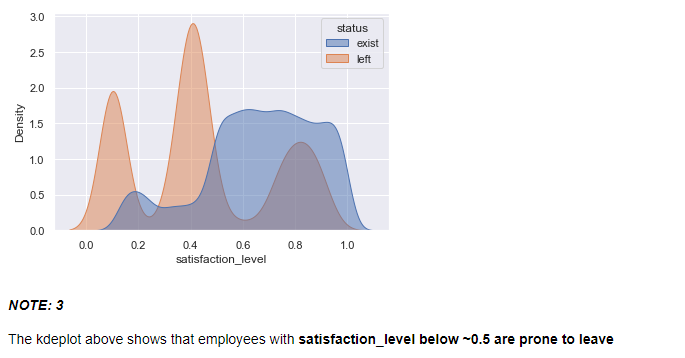 3.0
2.5
2.0
1.5
1.0
0.5
0.0
Density
status
exist
left
0.0 0.2 0.4 0.6 0.8 1.0
satisfaction_level
NOTE: 3
The kdeplot above shows that employees with satisfaction_level below ~0.5 are prone to leave